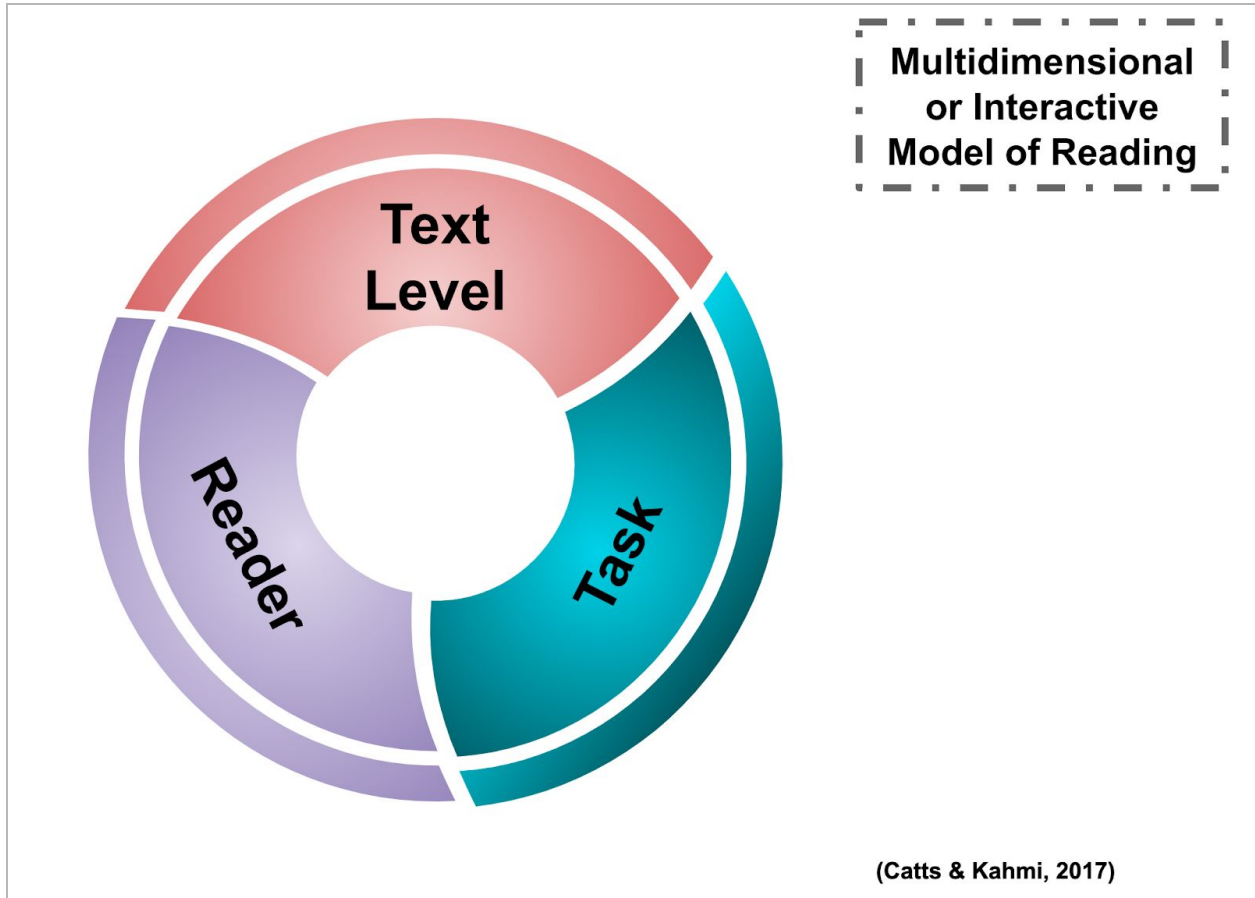 Multidimensional
or Interactive
Model of Reading
Text
Level
Reader
Task
(Catts & Kahmi, 2017)